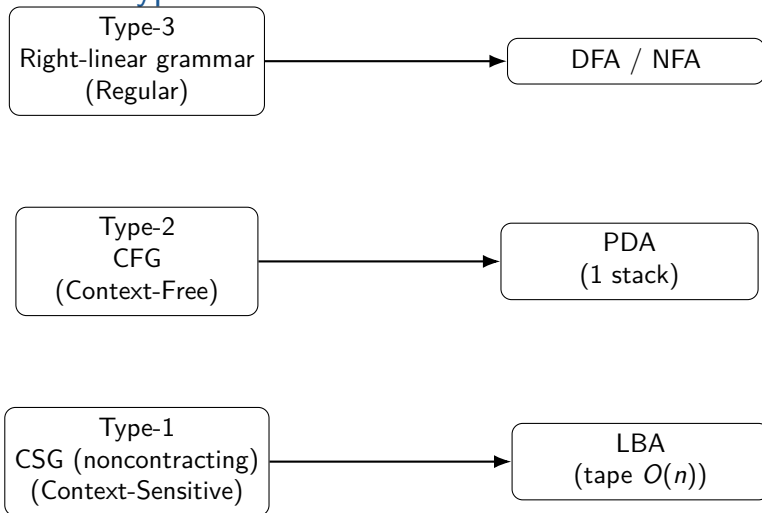 Type-3
Right-linear grammar
(Regular)
DFA / NFA
Type-2
CFG
(Context-Free)
PDA
(1 stack)
Type-1
CSG (noncontracting)
(Context-Sensitive)
LBA
(tape O(n))